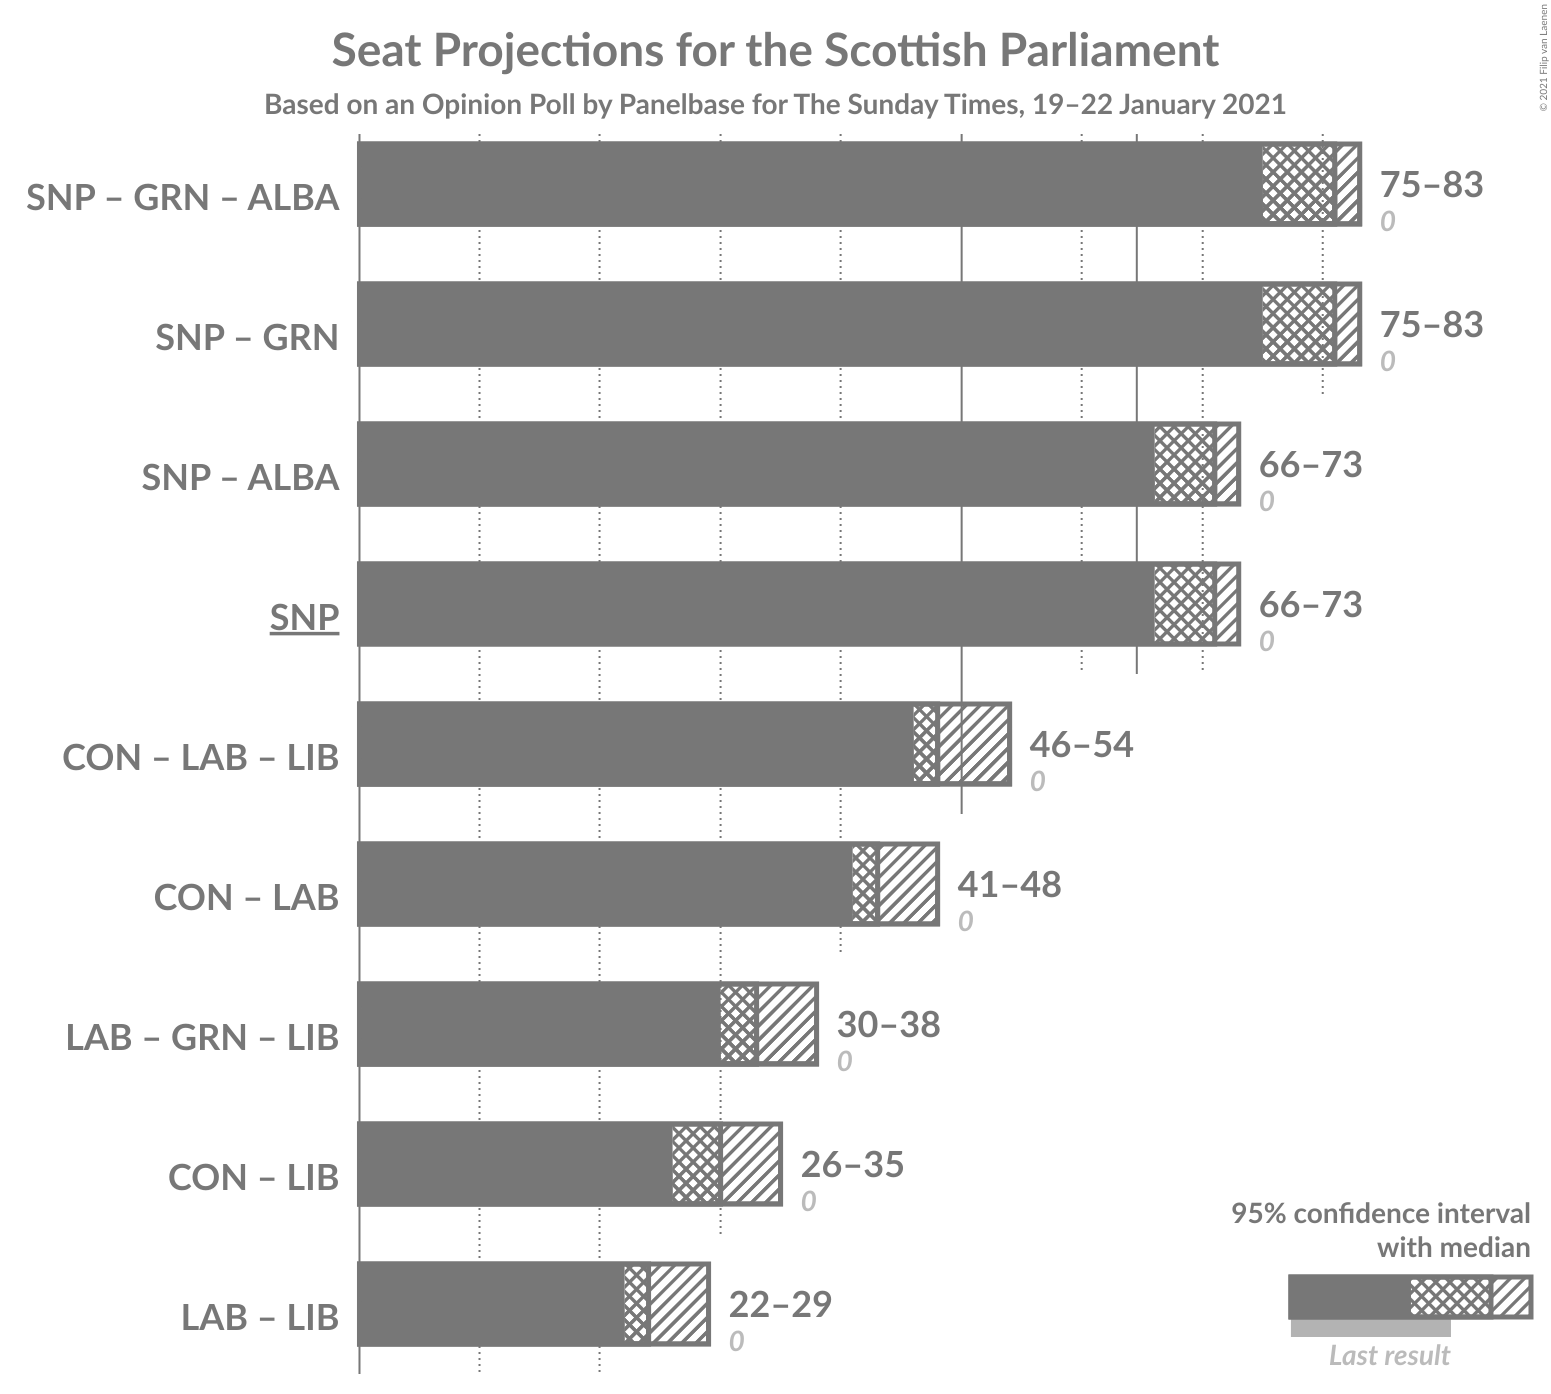 Seat Projections for the Scottish Parliament
Based on an Opinion Poll by Panelbase for The Sunday Times, 19–22 January 2021
© 2021 Filip van Laenen
SNP – GRN – ALBA
75–83
0
SNP – GRN
75–83
0
SNP – ALBA
66–73
0
SNP
66–73
0
CON – LAB – LIB
46–54
0
CON – LAB
41–48
0
LAB – GRN – LIB
30–38
0
CON – LIB
26–35
0
LAB – LIB
22–29
0
95% confidence interval
with median
Last result